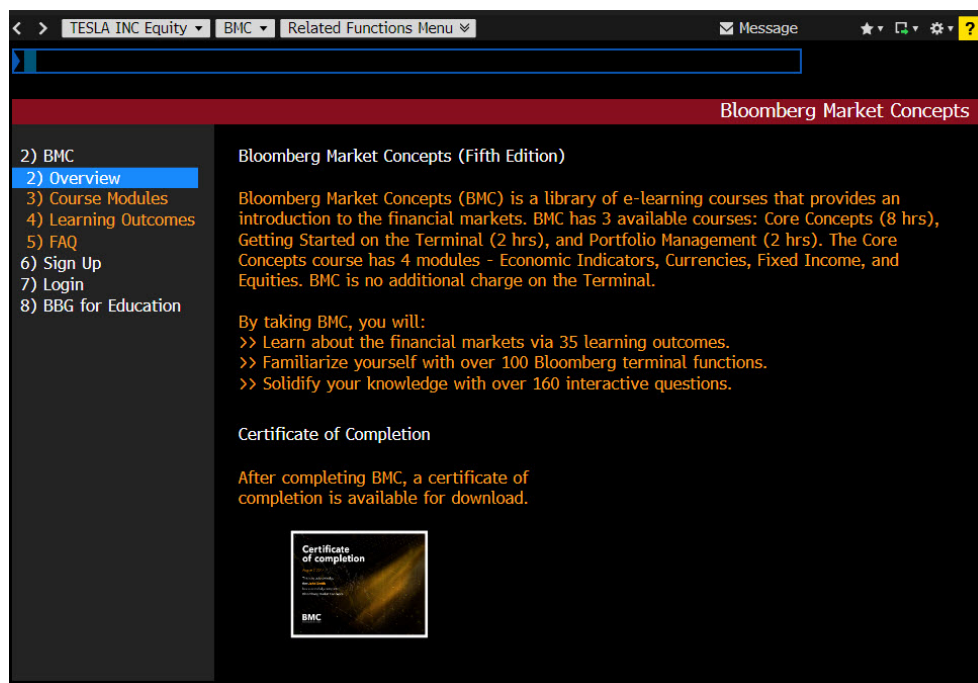 TESLA INC Equity BMC Related Functions Menu Message ?
Bloomberg Market Concepts
2) BMC
2) Overview
3) Course Modules
4) Learning Outcomes
5) FAQ
6) Sign Up
7) Login
8) BBG for Education
Bloomberg Market Concepts (Fifth Edition)
Bloomberg Market Concepts (BMC) is a library of e-learning courses that provides an
introduction to the financial markets. BMC has 3 available courses: Core Concepts (8 hrs),
Getting Started on the Terminal (2 hrs), and Portfolio Management (2 hrs). The Core
Concepts course has 4 modules - Economic Indicators, Currencies, Fixed Income, and
Equities. BMC is no additional charge on the Terminal.
By taking BMC, you will:
>> Learn about the financial markets via 35 learning outcomes.
>> Familiarize yourself with over 100 Bloomberg terminal functions.
>> Solidify your knowledge with over 160 interactive questions.
Certificate of Completion
After completing BMC, a certificate of
completion is available for download.
Certificate
of completion
BMC